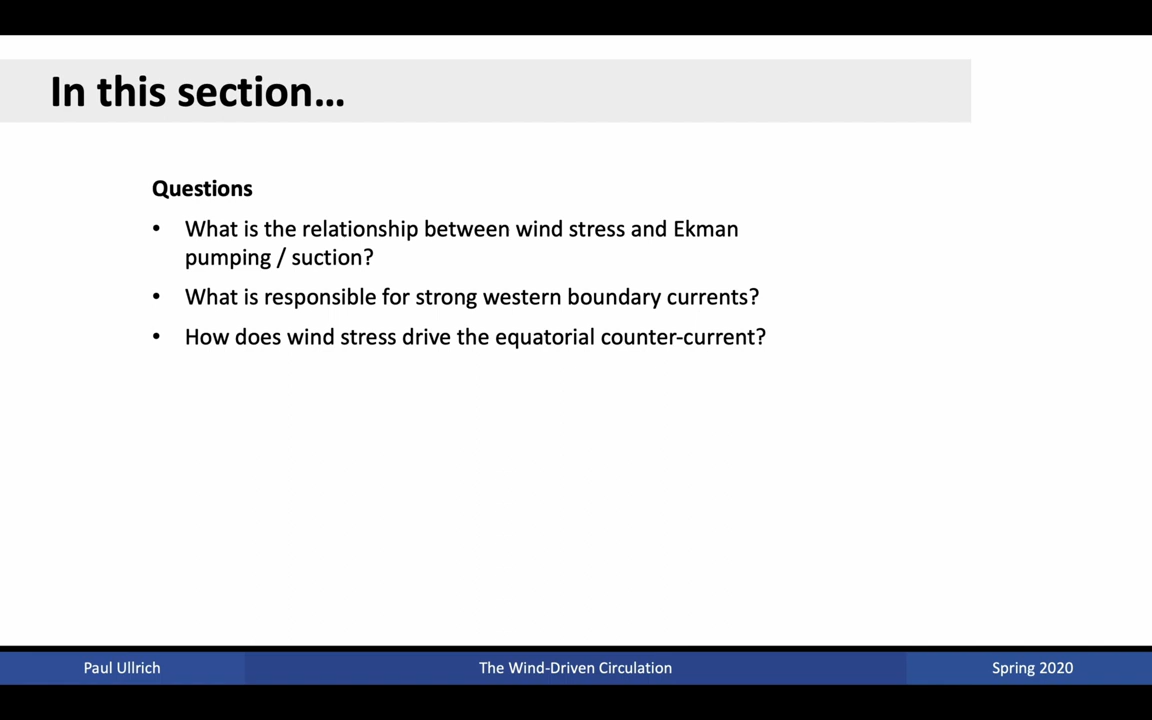 In this section...
Questions
• What is the relationship between wind stress and Ekman
pumping / suction?
• What is responsible for strong western boundary currents?
• How does wind stress drive the equatorial counter-current?
Paul Ullrich
The Wind-Driven Circulation
Spring 2020